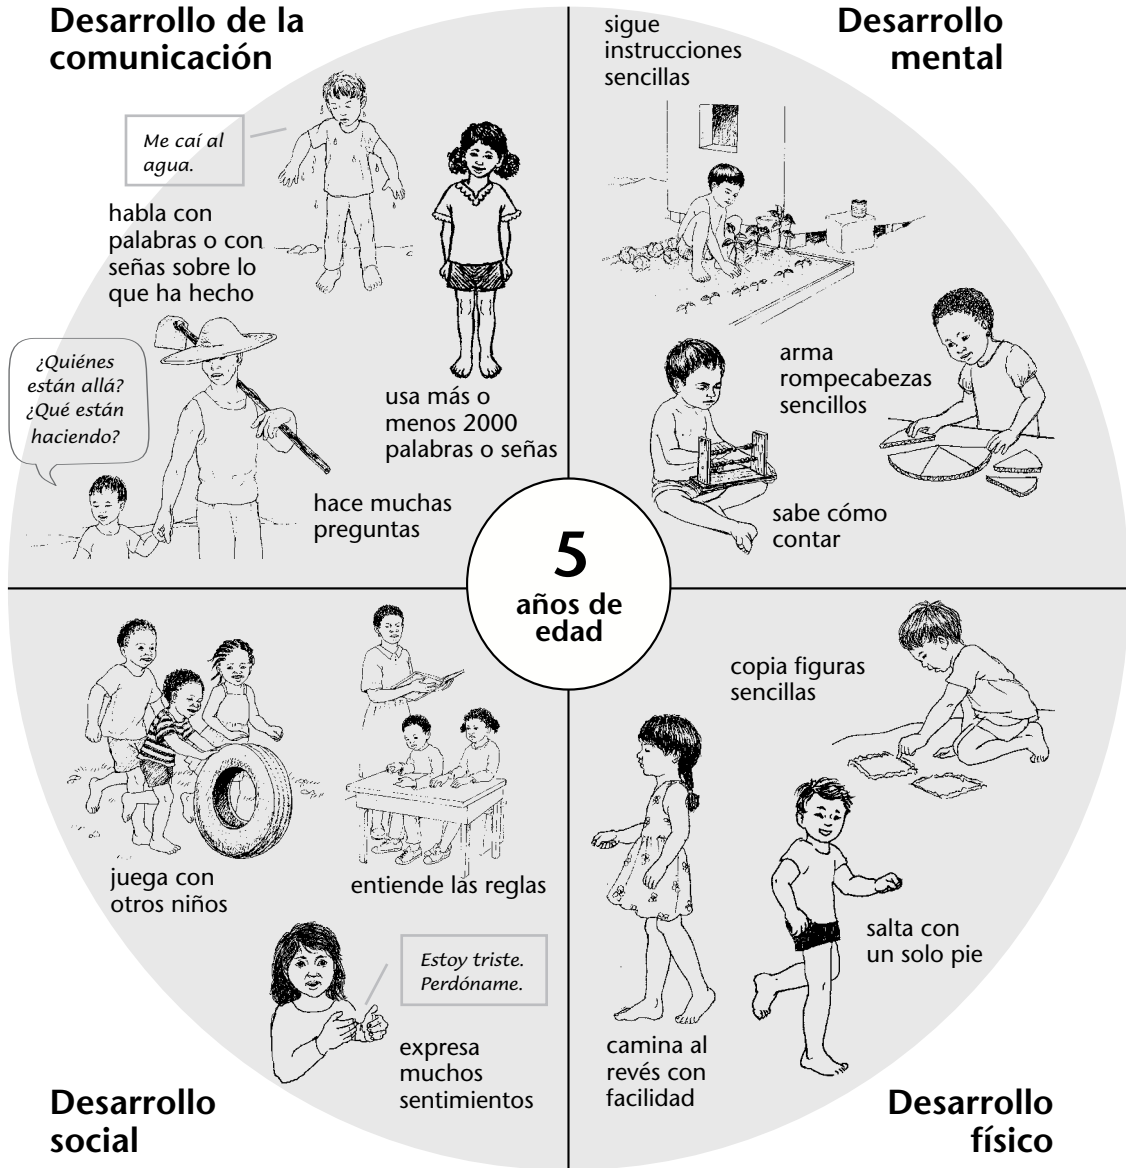 Desarrollo de la
comunicación
Me caí al
agua.
habla con
palabras o con
señas sobre lo
que ha hecho
usa más o
menos 2000
palabras o señas
¿Quiénes
están allá?
¿Qué están
haciendo?
hace muchas
preguntas
Desarrollo
mental
sigue
instrucciones
sencillas
arma
rompecabezas
sencillos
sabe cómo
contar
5
años de
edad
juega con
otros niños
entiende las reglas
Estoy triste.
Perdóname.
expresa
muchos
sentimientos
Desarrollo
social
copia figuras
sencillas
salta con
un solo pie
camina al
revés con
facilidad
Desarrollo
físico